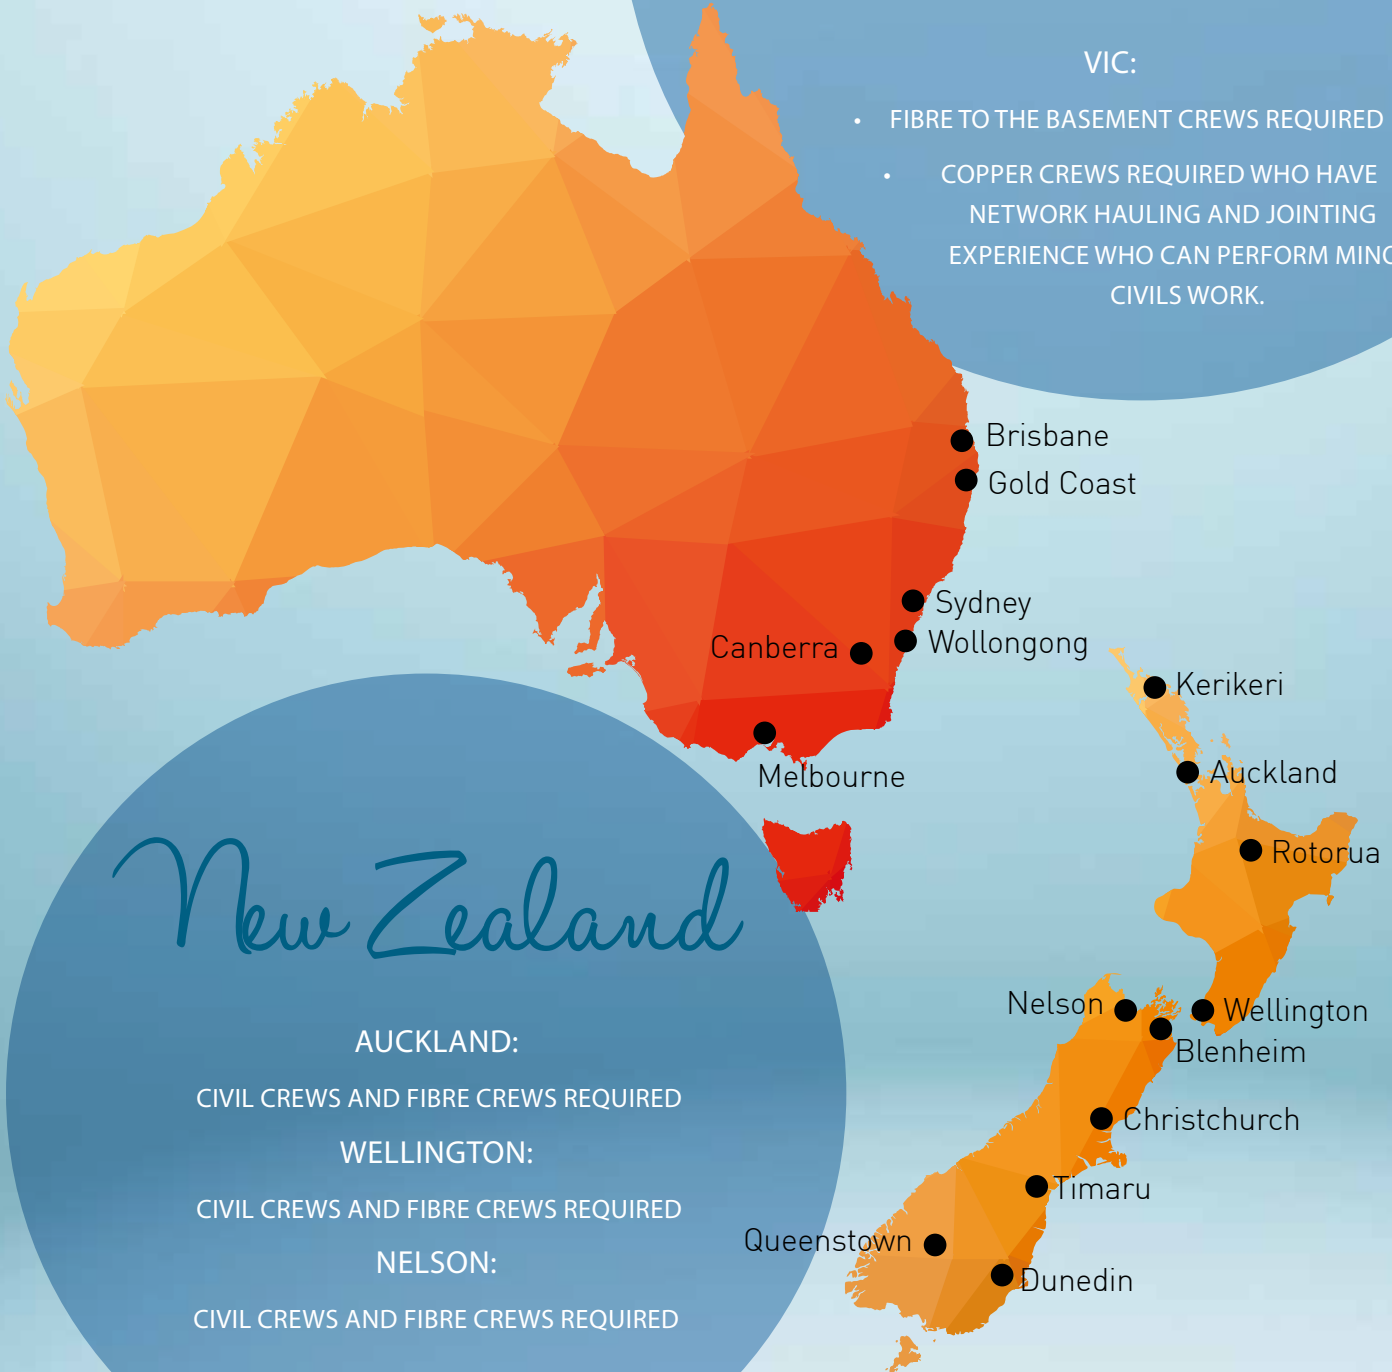 VIC:
• FIBRE TO THE BASEMENT CREWS REQUIRED
• COPPER CREWS REQUIRED WHO HAVE
NETWORK HAULING AND JOINTING
EXPERIENCE WHO CAN PERFORM
CIVILS WORK.
Brisbane
Gold Coast
Sydney
Wollongong
Canberra
Melbourne
Kerikeri
Auckland
Rotorua
Nelson
Wellington
Blenheim
Christchurch
Timaru
Queenstown
Dunedin
New Zealand
AUCKLAND:
CIVIL CREWS AND FIBRE CREWS REQUIRED
WELLINGTON:
CIVIL CREWS AND FIBRE CREWS REQUIRED
NELSON:
CIVIL CREWS AND FIBRE CREWS REQUIRED